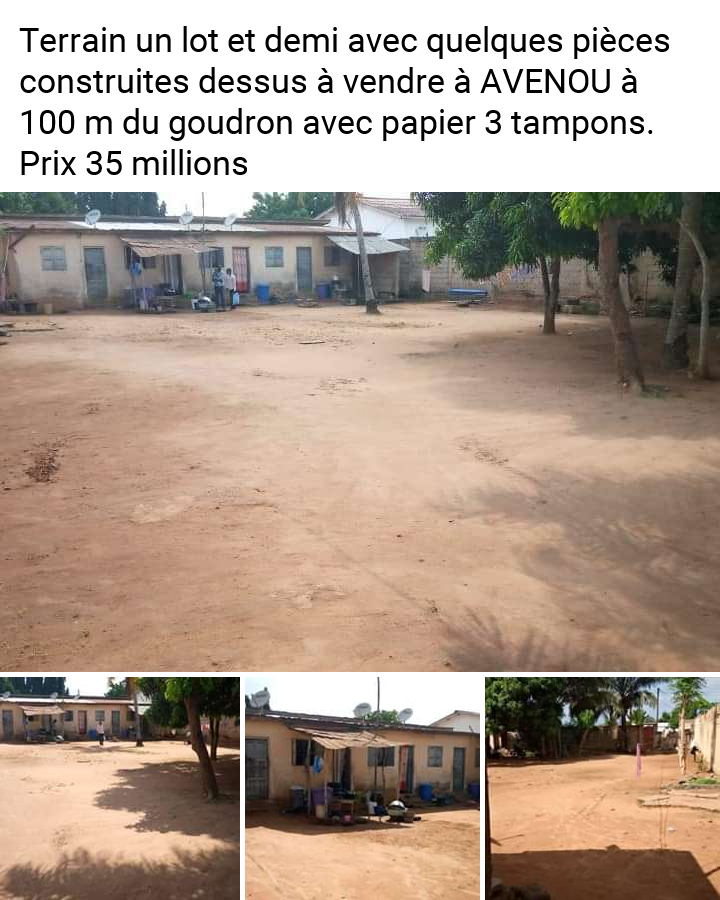 Terrain un lot et demi avec quelques pièces
construites dessus à vendre à AVENOU à
100 m du goudron avec papier 3 tampons.
Prix 35 millions